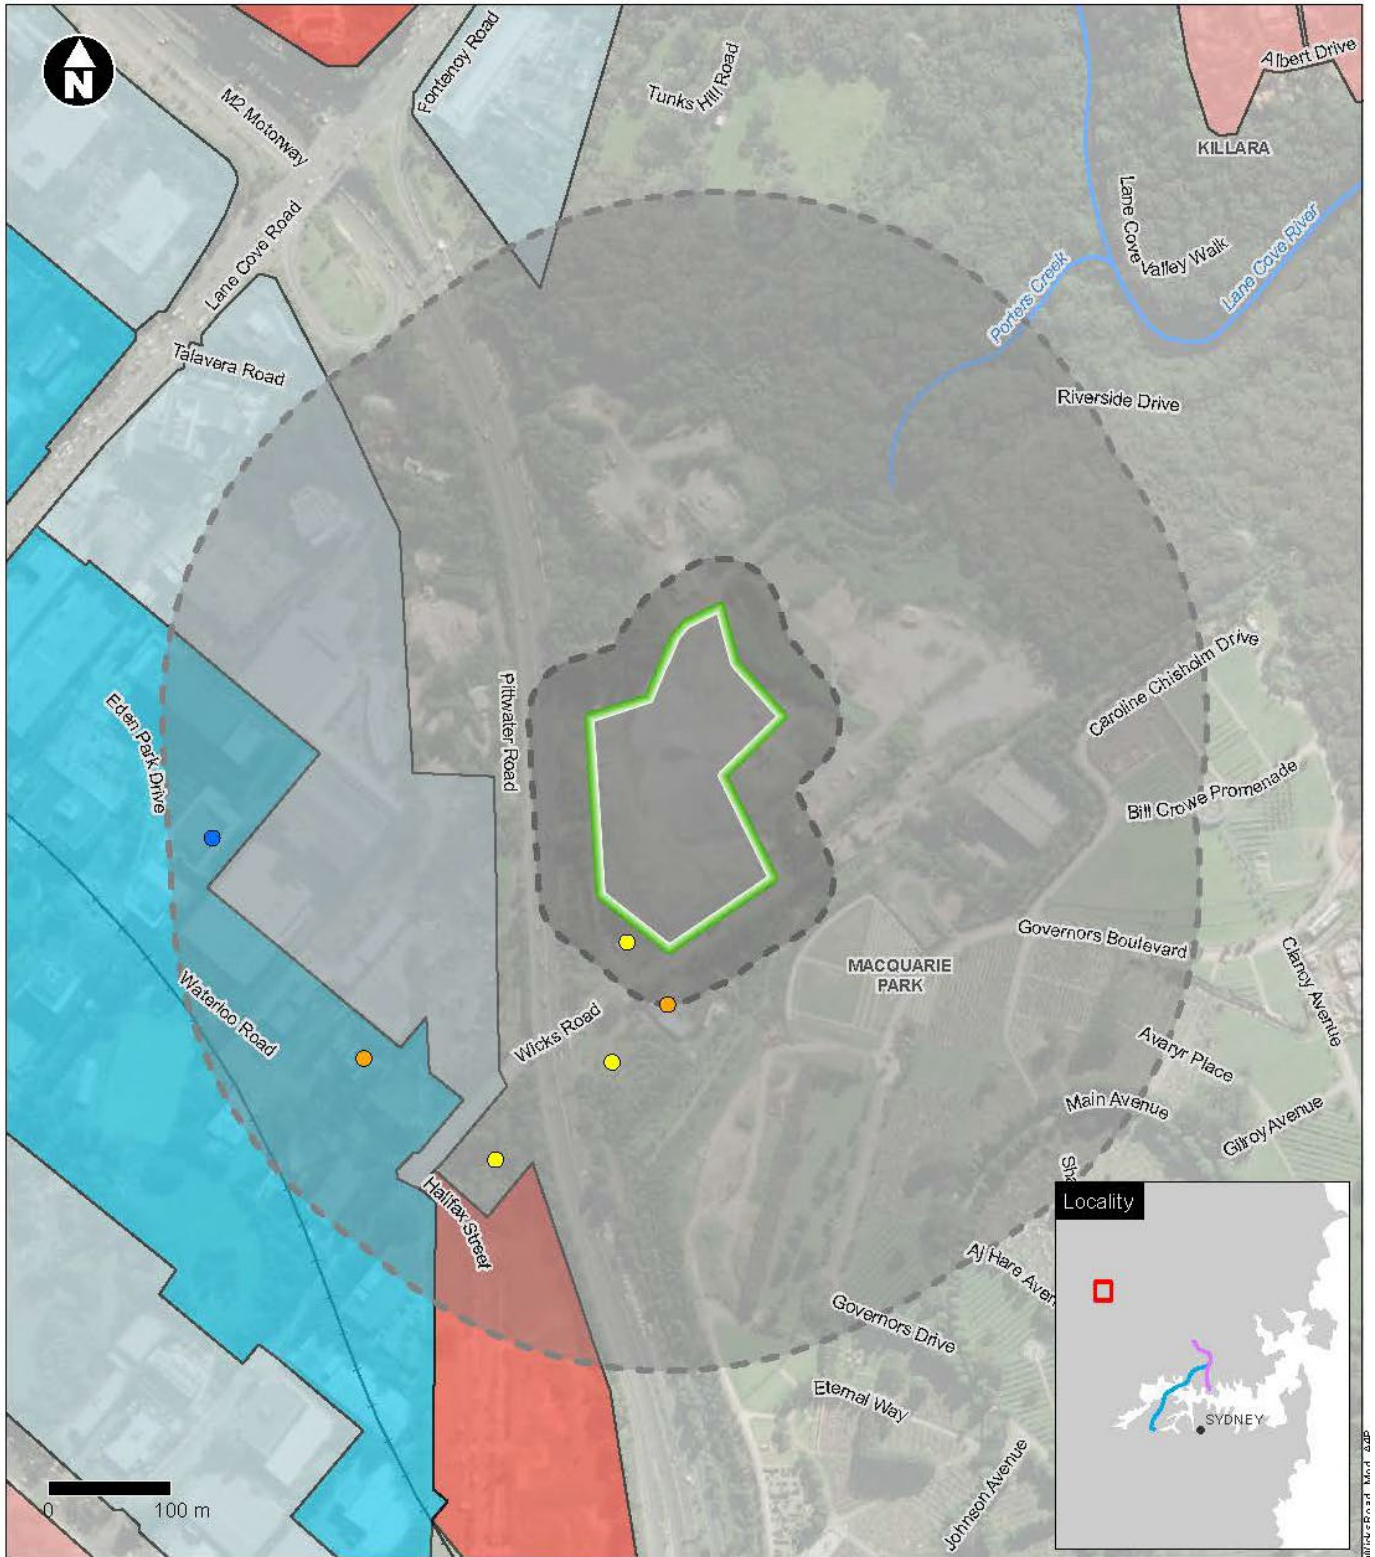 N
M2 Motorway
Fontenoy Road
Tunks Hill Road
Albert Drive
KILLARA
Lane Cove Road
Lane Cove
Valley Walk
Lane Cove River
Porters Creek
Talavera Road
Riverside Drive
Caroline Chisholm Drive
Eden Park Drive
Pittwater Road
Bill Crowe Promenade
Governors Boulevard
Clancy Avenue
MACQUARIE
PARK
Waterloo Road
Wicks Road
Avaryr Place
Main Avenue
Gilroy Avenue
Sha
Halifax Street
Locality
SYDNEY
Aj Hare Aven
Governors Drive
Eternal Way
Johnson Avenue
0 100 m